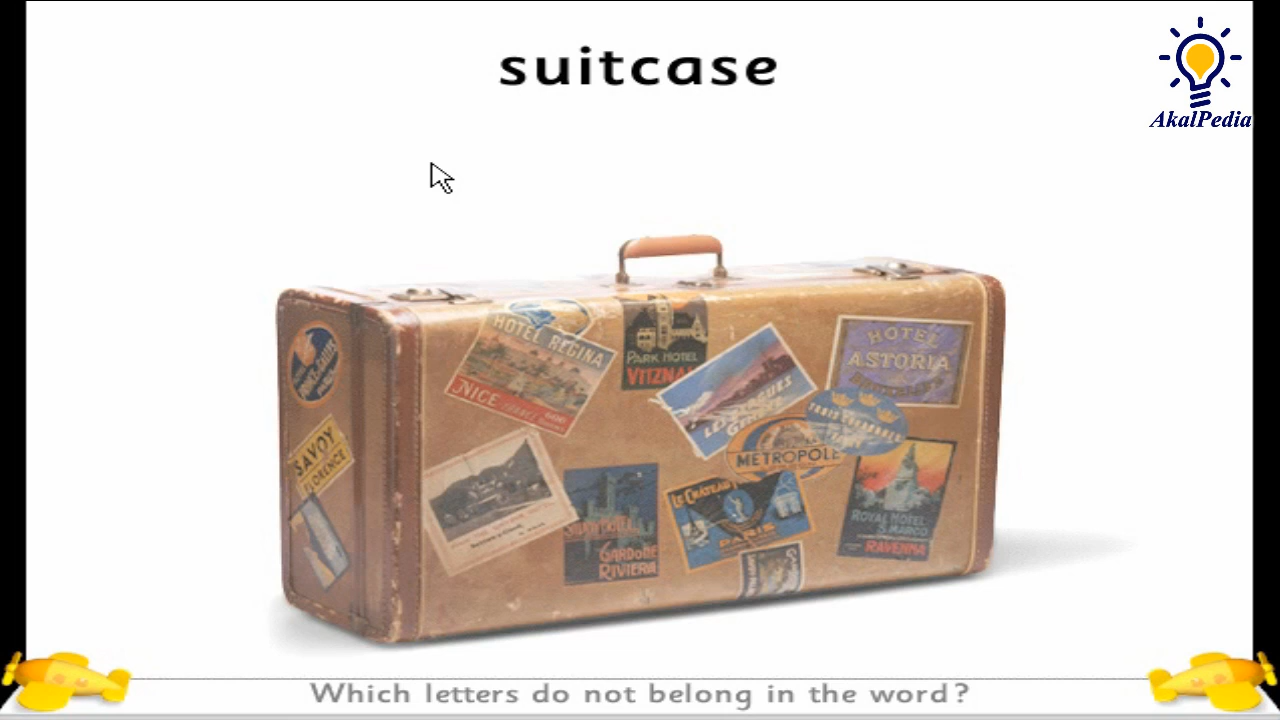 suitcase
AkalPedia
HOTEL REGINA
NICE
PARK HOTEL
HOTEL
ASTORIA
METROPOLE
SAVOY
FLORENCE
LE CHATEAU
PARIS
GARDONE
RIVIERA
ROYAL HOTEL
S. MARCO
RAVENNA
Which letters do not belong in the word?